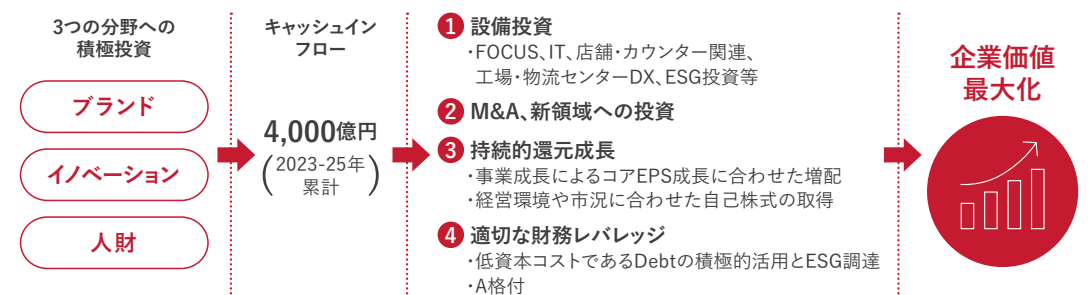 3つの分野への
積極投資
ブランド
イノベーション
人財
キャッシュイン
フロー
4,000億円
(2023-25年
累計)
1 設備投資
・FOCUS、IT、店舗・カウンター関連、
工場・物流センターDX、ESG投資等
2 M&A、新領域への投資
3 持続的還元成長
・事業成長によるコアEPS成長に合わせた増配
・経営環境や市況に合わせた自己株式の取得
4 適切な財務レバレッジ
・低資本コストであるDebtの積極的活用とESG調達
・A格付
企業価値
最大化